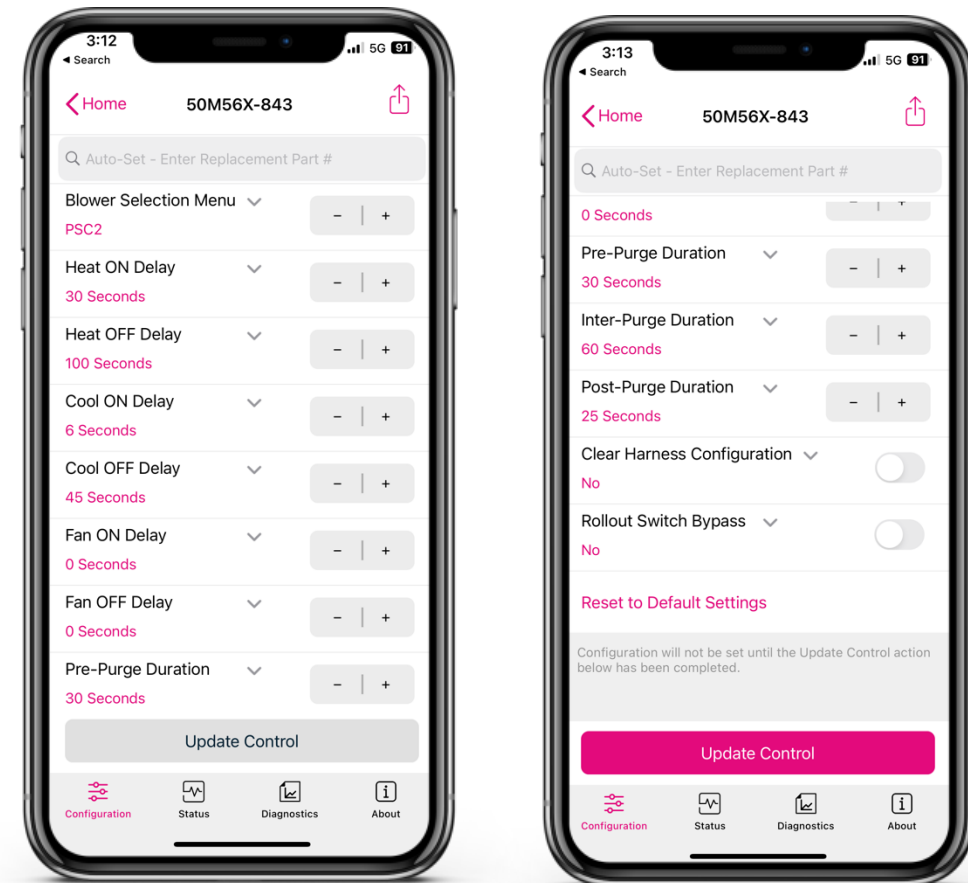 3:12
5G 91
◀ Search
Home
50M56X-843
Auto-Set - Enter Replacement Part #
Blower Selection Menu
PSC2
- | +
Heat ON Delay
30 Seconds
- | +
Heat OFF Delay
100 Seconds
- | +
Cool ON Delay
6 Seconds
- | +
Cool OFF Delay
45 Seconds
- | +
Fan ON Delay
0 Seconds
- | +
Fan OFF Delay
0 Seconds
- | +
Pre-Purge Duration
30 Seconds
- | +
Update Control
Configuration
Status
Diagnostics
About
3:13
5G 91
◀ Search
Home
50M56X-843
Auto-Set - Enter Replacement Part #
0 Seconds
- | +
Pre-Purge Duration
30 Seconds
- | +
Inter-Purge Duration
60 Seconds
- | +
Post-Purge Duration
25 Seconds
- | +
Clear Harness Configuration
No
Rollout Switch Bypass
No
Reset to Default Settings
Configuration will not be set until the Update Control action
below has been completed.
Update Control
Configuration
Status
Diagnostics
About